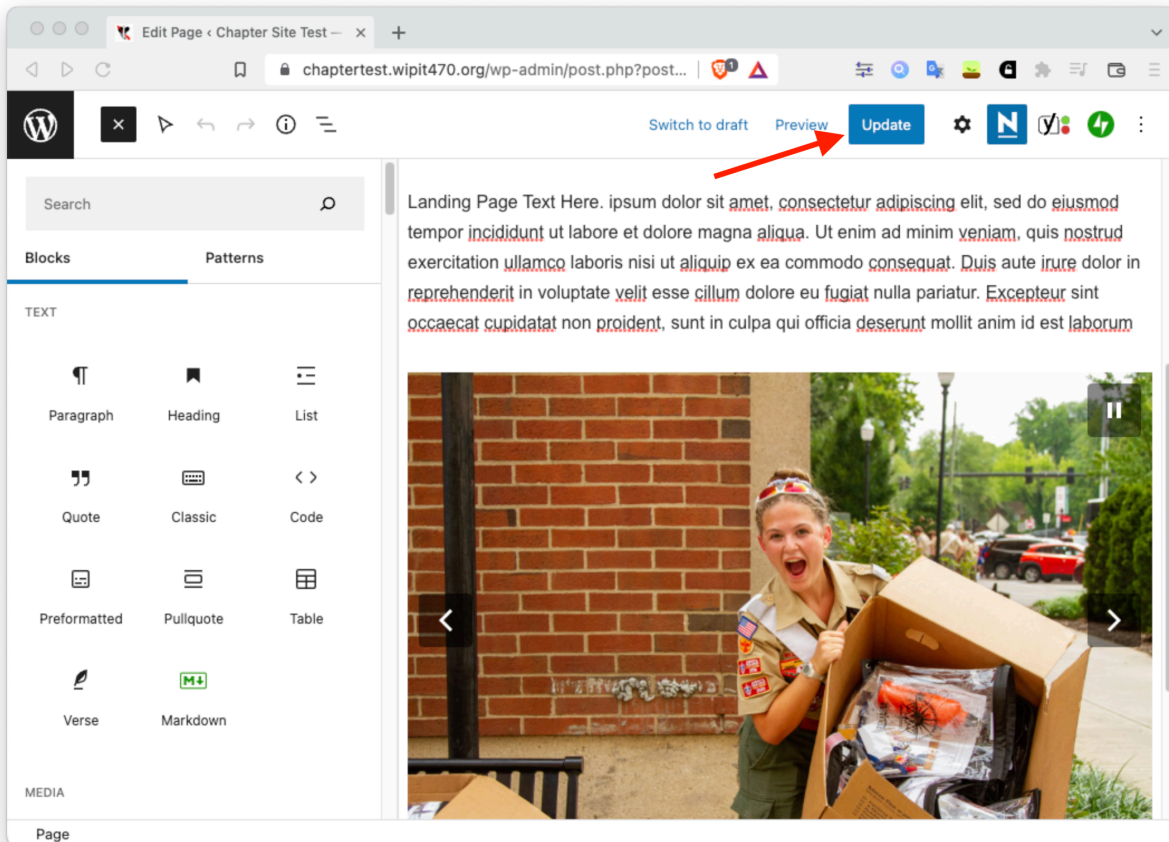 Edit Page ‹ Chapter Site Test —
chaptertest.wipit470.org/wp-admin/post.php?post...
1
Switch to draft
Preview
Update
Search
Blocks
Patterns
TEXT
Paragraph
Heading
List
Quote
Classic
Code
Preformatted
Pullquote
Table
Verse
Markdown
MEDIA
Page
Landing Page Text Here. ipsum dolor sit amet, consectetur adipiscing elit, sed do eiusmod
tempor incididunt ut labore et dolore magna aliqua. Ut enim ad minim veniam, quis nostrud
exercitation ullamco laboris nisi ut aliquip ex ea commodo consequat. Duis aute irure dolor in
reprehenderit in voluptate velit esse cillum dolore eu fugiat nulla pariatur. Excepteur sint
occaecat cupidatat non proident, sunt in culpa qui officia deserunt mollit anim id est laborum